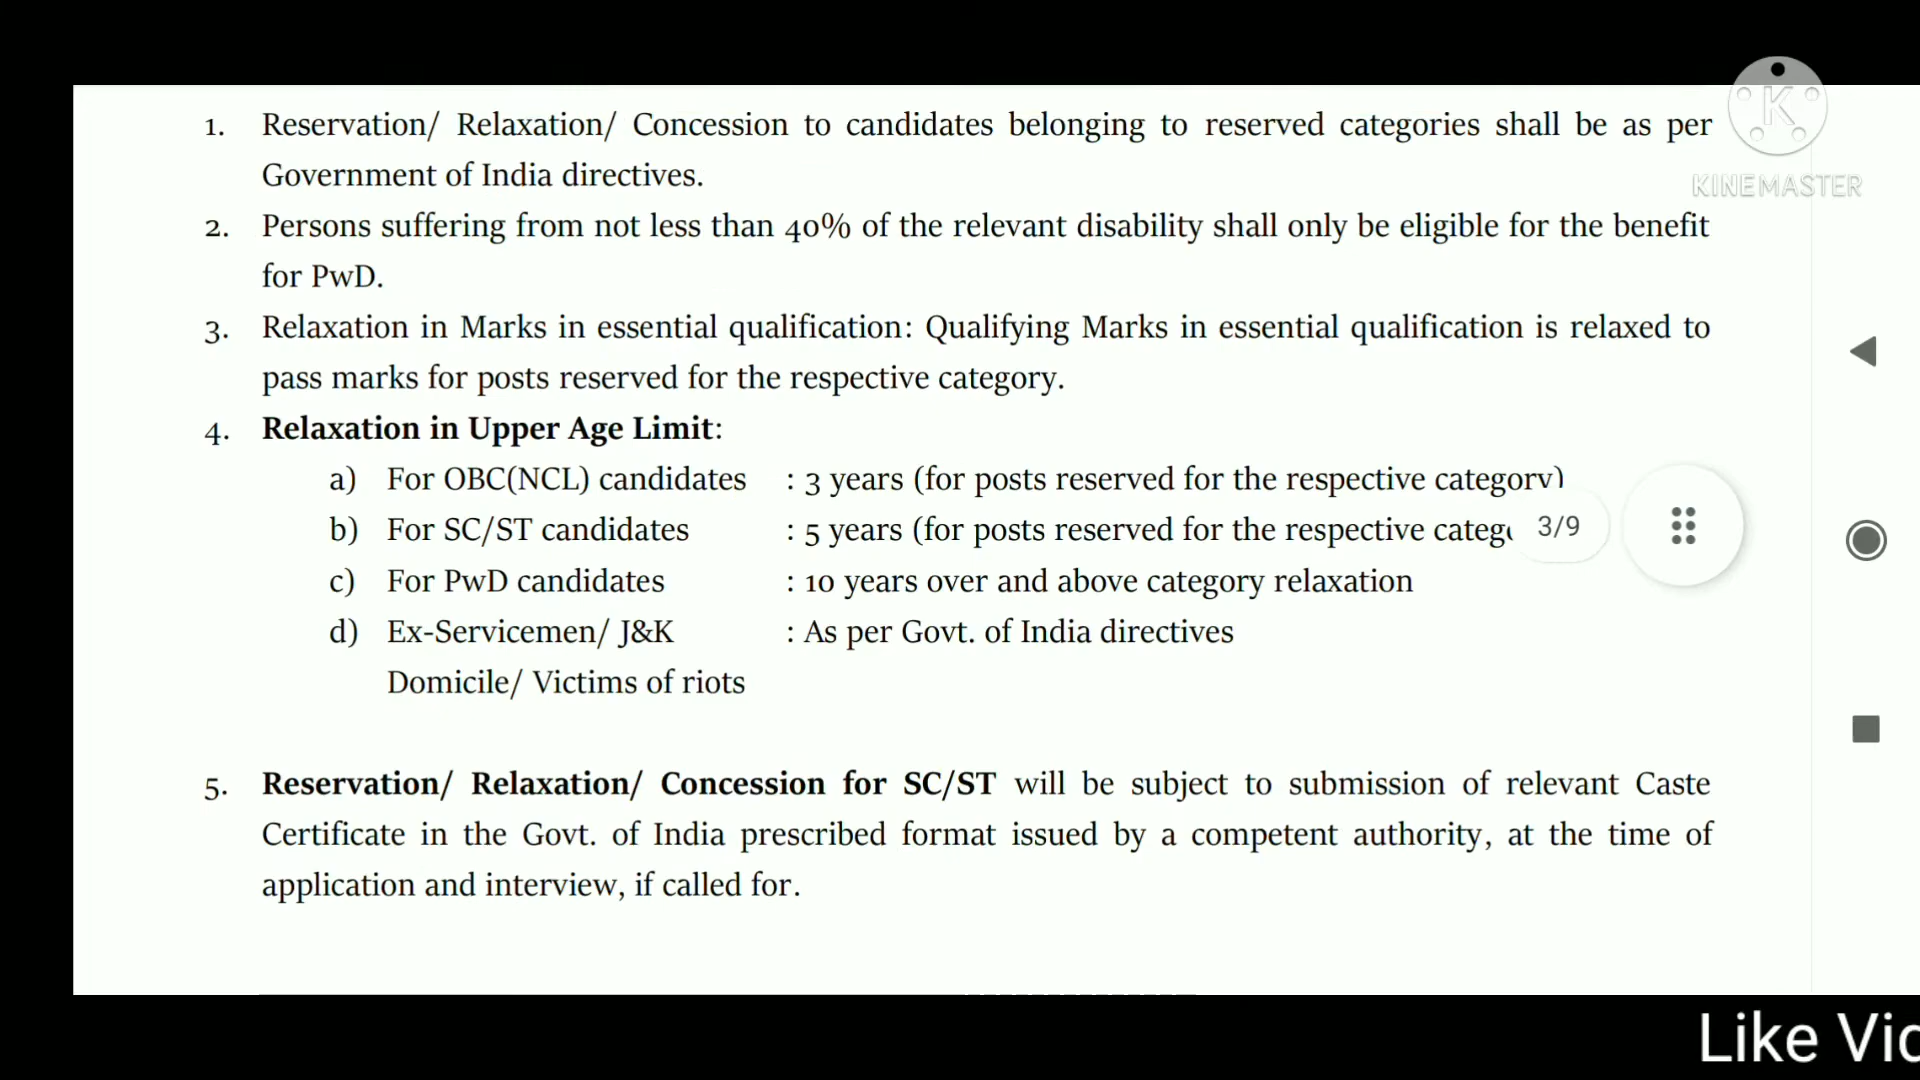 1. Reservation/ Relaxation/ Concession to candidates belonging to reserved categories shall be as per
Government of India directives.
2. Persons suffering from not less than 40% of the relevant disability shall only be eligible for the benefit
for PwD.
3. Relaxation in Marks in essential qualification: Qualifying Marks in essential qualification is relaxed to
pass marks for posts reserved for the respective category.
4. Relaxation in Upper Age Limit:
a) For OBC(NCL) candidates : 3 years (for posts reserved for the respective category)
b) For SC/ST candidates : 5 years (for posts reserved for the respective
c) For PwD candidates : 10 years over and above category relaxation
d) Ex-Servicemen/ J&K : As per Govt. of India directives
Domicile/ Victims of riots
5. Reservation/ Relaxation/ Concession for SC/ST will be subject to submission of relevant Caste
Certificate in the Govt. of India prescribed format issued by a competent authority, at the time of
application and interview, if called for.
3/9
K
KINEMASTER
Like